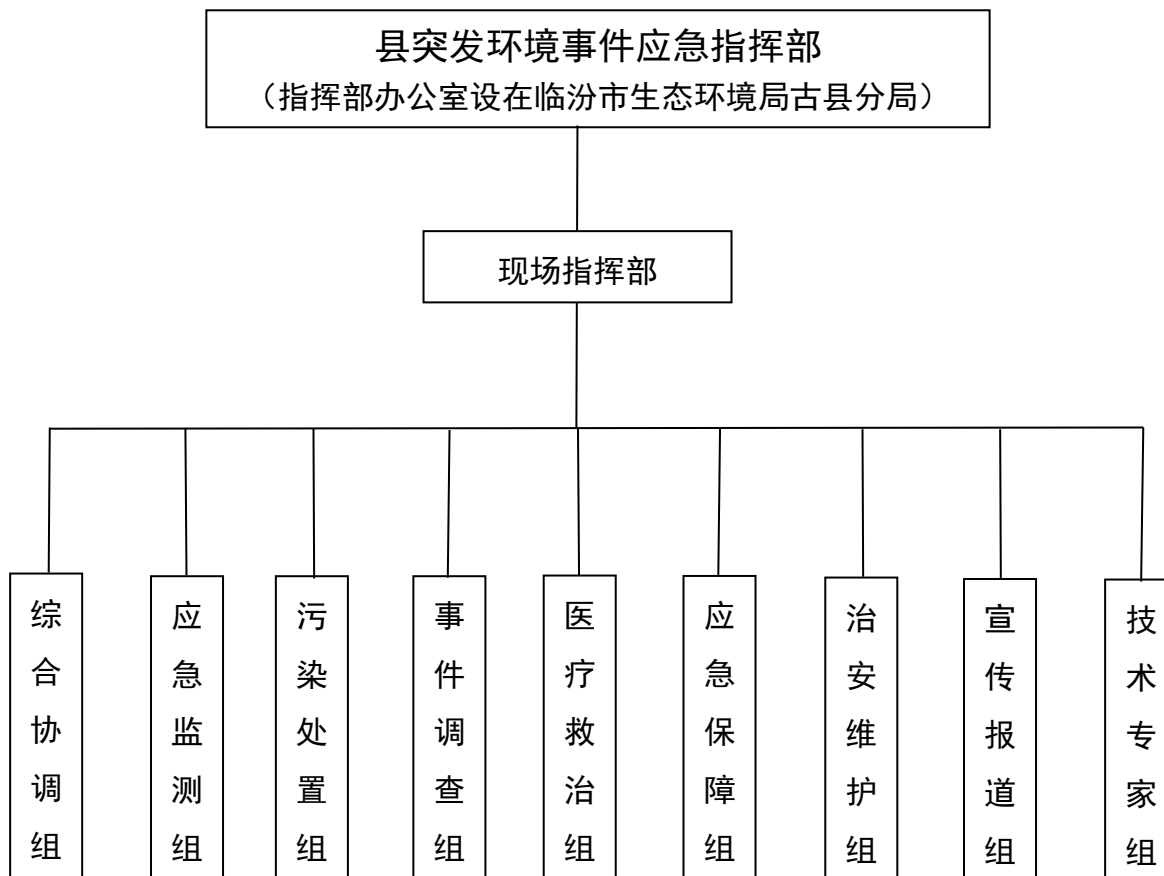 县突发环境事件应急指挥部
（指挥部办公室设在临汾市生态环境局古县分局）
现场指挥部
综合协调组
应急监测组
污染处置组
事件调查组
医疗救治组
应急保障组
治安维护组
宣传报道组
技术专家组